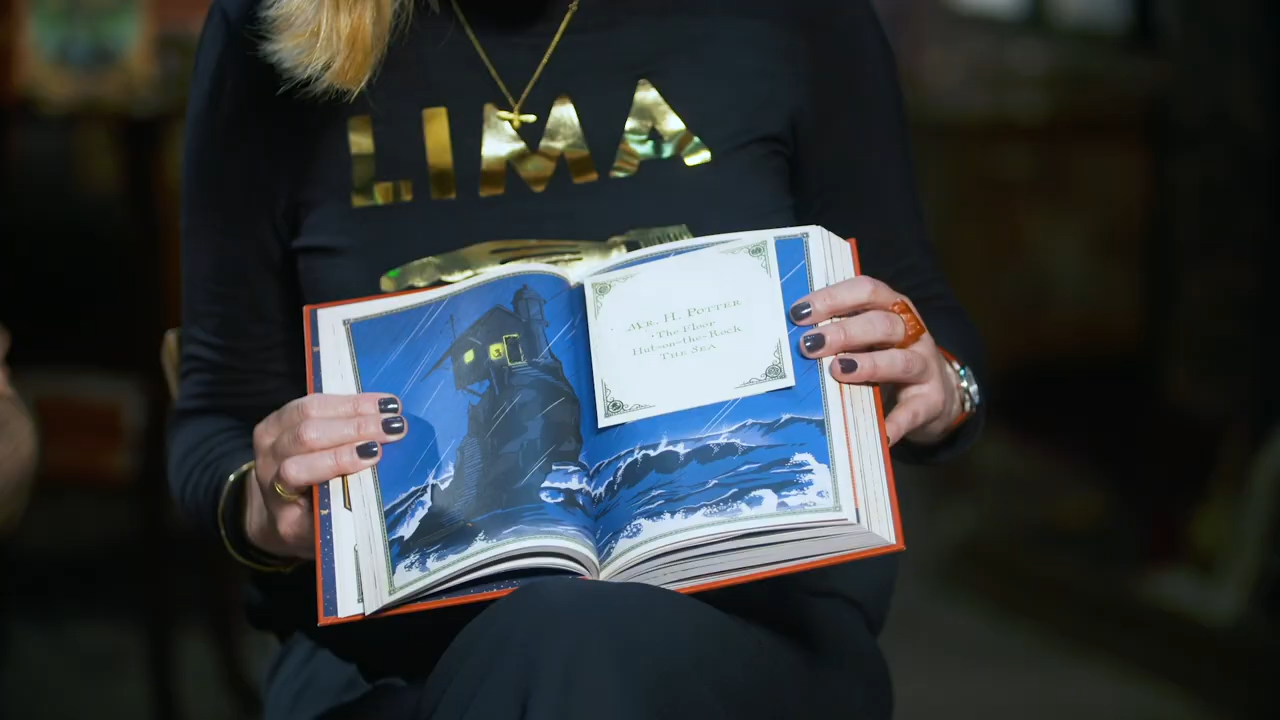 LIMA
Mr. H. Potter
The Floor
Hut-on-the-Rock
The Sea